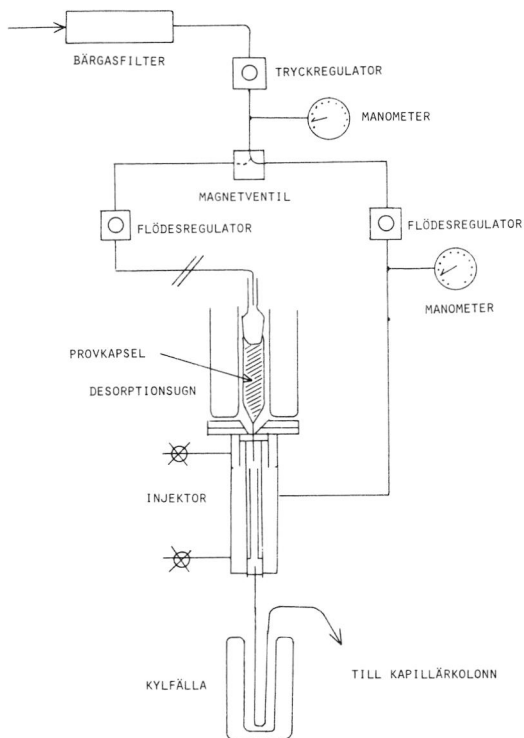 BÄRGASFILTER
TRYCKREGULATOR
MANOMETER
MAGNETVENTIL
FLÖDESREGULATOR
FLÖDESREGULATOR
MANOMETER
PROVKAPSEL
DESORPTIONSUGN
INJEKTOR
TILL KAPILLÄRKOLONN
KYLFÄLLA